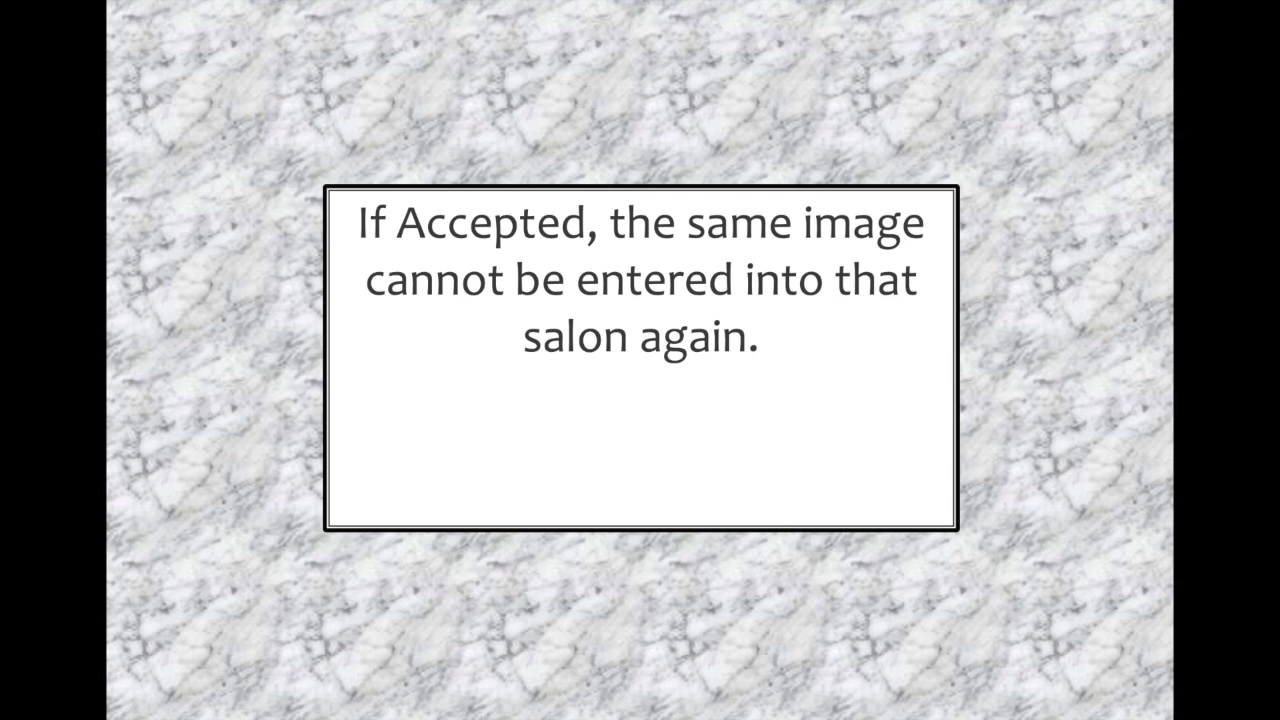 If Accepted, the same image
cannot be entered into that
salon again.